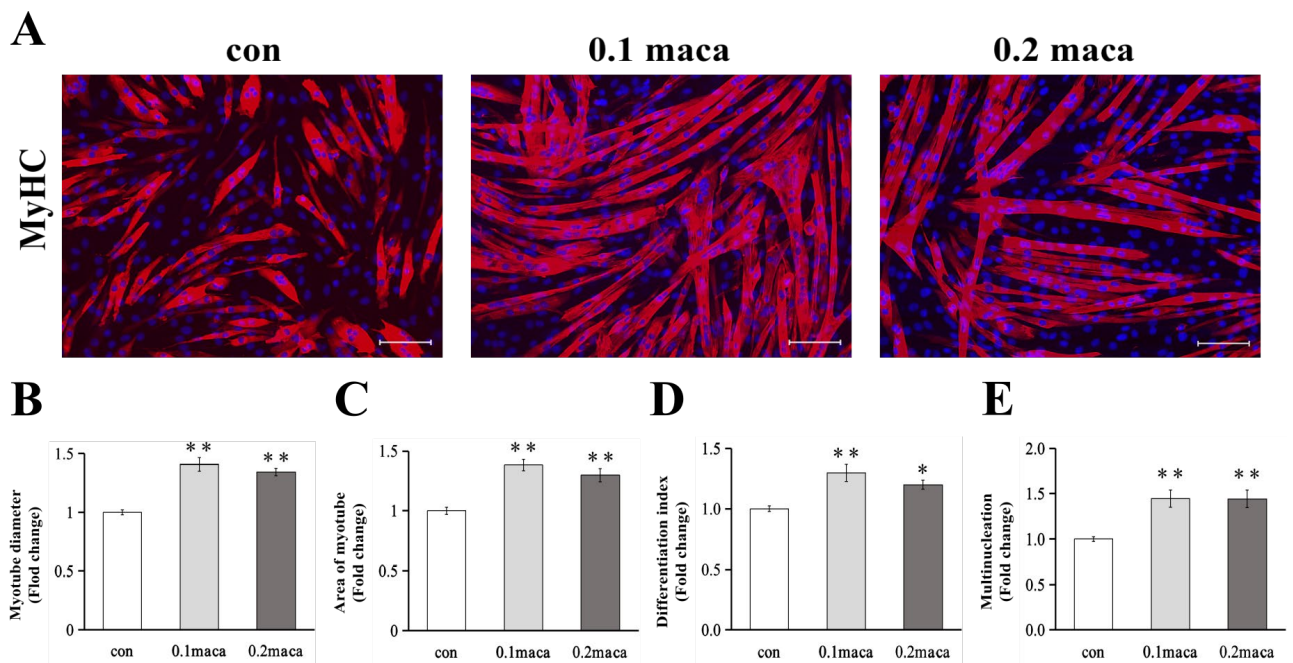 A
con
0.1 maca
0.2 maca
MyHC
B
C
D
E
Myotube diameter
(Flod change)
1.5
1
0.5
0
**
**
con
0.1maca
0.2maca
Area of myotube
(Fold change)
1.5
1
0.5
0
**
**
con
0.1maca
0.2maca
Differentiation index
(Fold change)
1.5
1.0
0.5
0.0
**
*
con
0.1maca
0.2maca
Multinucleation
(Fold change)
2.0
1.5
1.0
0.5
0.0
**
**
con
0.1maca
0.2maca